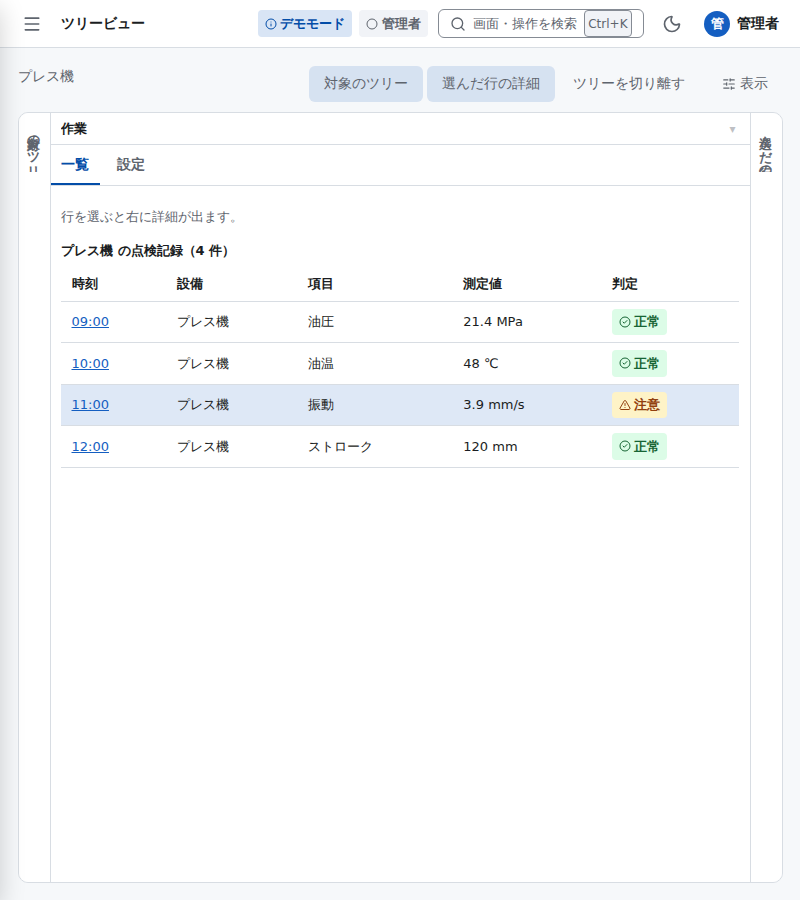 ツリービュー
デモモード
管理者
画面・操作を検索 Ctrl+K
管 管理者
プレス機
対象のツリー
選んだ行の詳細
ツリーを切り離す
表示
作業
一覧 設定
行を選ぶと右に詳細が出ます。
プレス機 の点検記録（4 件）
時刻 設備 項目 測定値 判定
09:00 プレス機 油圧 21.4 MPa 正常
10:00 プレス機 油温 48 ℃ 正常
11:00 プレス機 振動 3.9 mm/s 注意
12:00 プレス機 ストローク 120 mm 正常